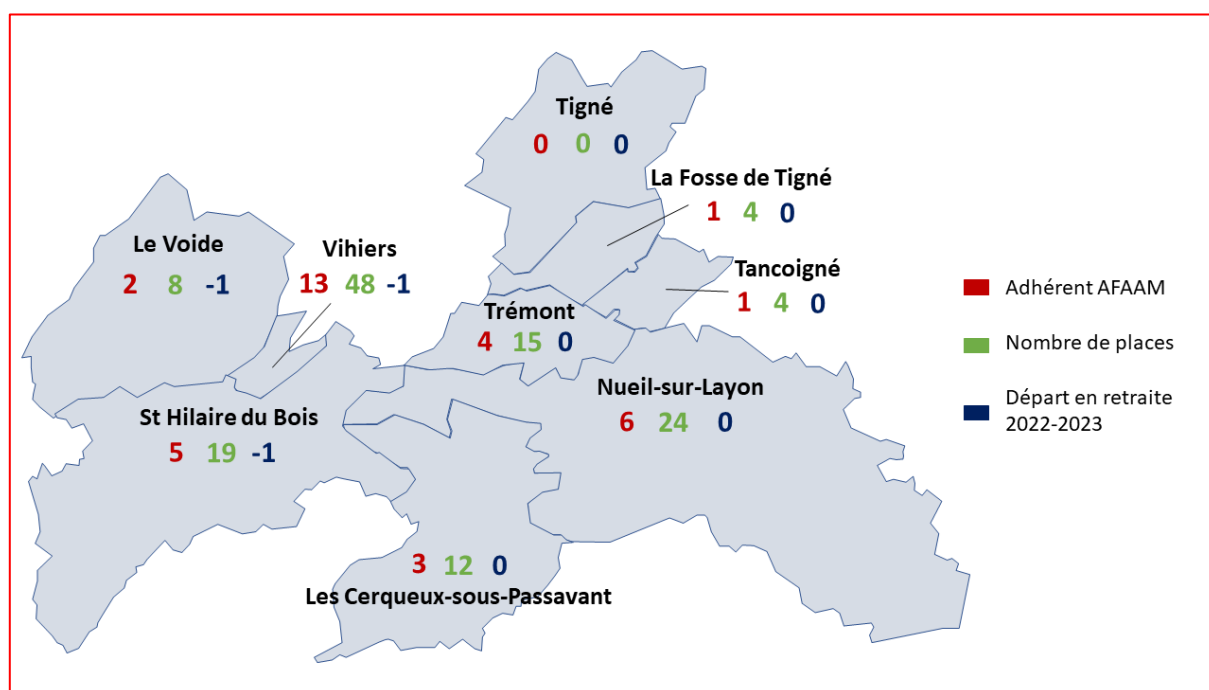 Tigné
0 0 0
La Fosse de Tigné
1 4 0
Le Voide
2 8 -1
Vihiers
13 48 -1
Tancoigné
1 4 0
Trémont
4 15 0
Nueil-sur-Layon
6 24 0
St Hilaire du Bois
5 19 -1
3 12 0
Les Cerqueux-sous-Passavant
Adhérent AFAAM
Nombre de places
Départ en retraite
2022-2023